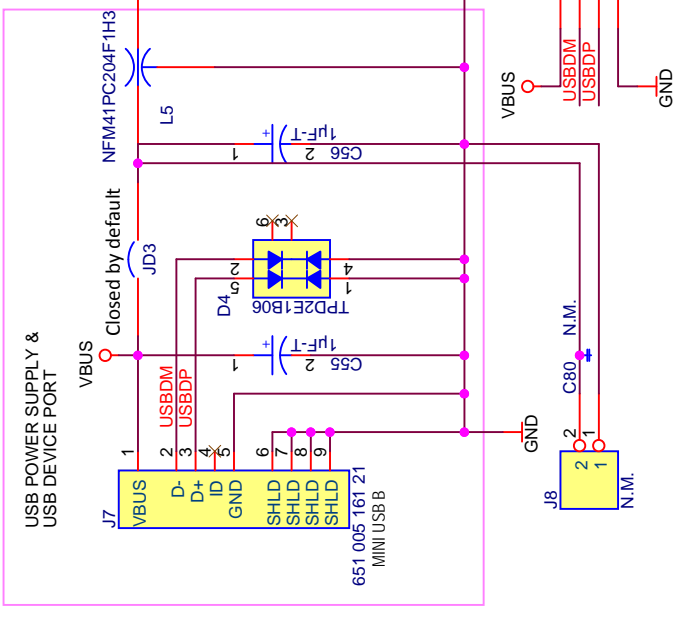 NFM41PC204F1H3
L5
+
1µF-T
1
2
C56
VBUS
USBDM
USBDP
GND
Closed by default
JD3
6
3
2
5
4
1
D4
TPD2E1B06
+
1µF-T
1
2
C55
VBUS
USBDM
USBDP
USB POWER SUPPLY &
USB DEVICE PORT
1
2
3
4
5
6
7
8
9
GND
J7
VBUS
D-
D+
ID
GND
SHLD
SHLD
SHLD
SHLD
651 005 161 21
MINI USB B
C80
N.M.
2
1
J8
2
1
N.M.